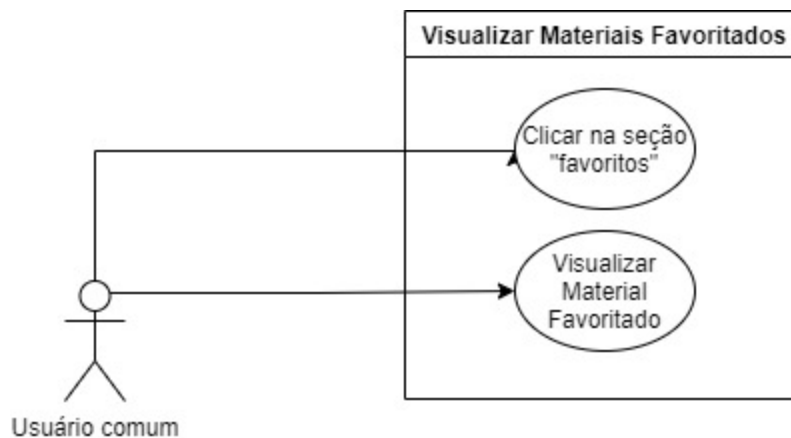 Visualizar Materiais Favoritados
Clicar na seção
"favoritos"
Visualizar
Material
Favoritado
Usuário comum